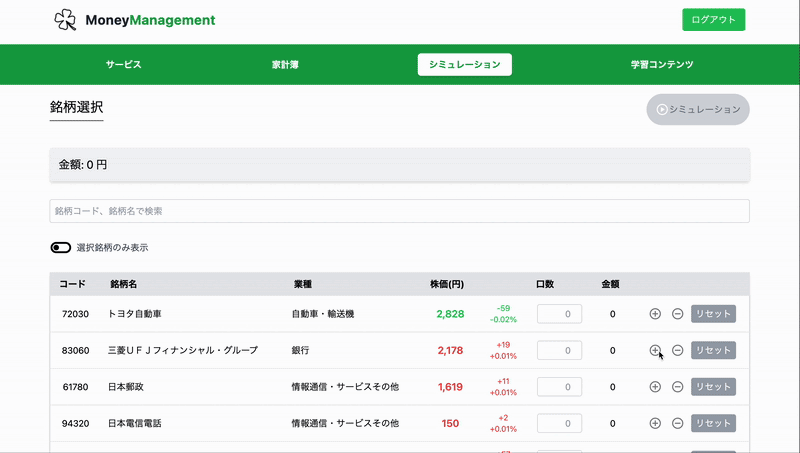 MoneyManagement
ログアウト
サービス 家計簿 シミュレーション 学習コンテンツ
銘柄選択
シミュレーション
金額: 0 円
銘柄コード、銘柄名で検索
選択銘柄のみ表示
コード 銘柄名 業種 株価(円) 口数 金額
72030 トヨタ自動車 自動車・輸送機 2,828 -59 -0.02% 0 0 リセット
83060 三菱ＵＦＪフィナンシャル・グループ 銀行 2,178 +19 +0.01% 0 0 リセット
61780 日本郵政 情報通信・サービスその他 1,619 +11 +0.01% 0 0 リセット
94320 日本電信電話 情報通信・サービスその他 150 +2 +0.01% 0 0 リセット